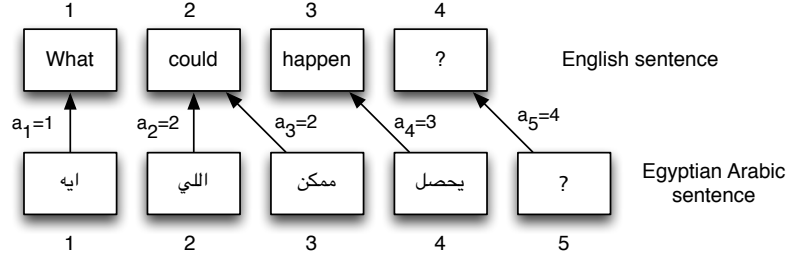 1 2 3 4
What could happen ? English sentence
a1=1 a2=2 a3=2 a4=3 a5=4
ايه اللي ممكن يحصل ? Egyptian Arabic
sentence
1 2 3 4 5